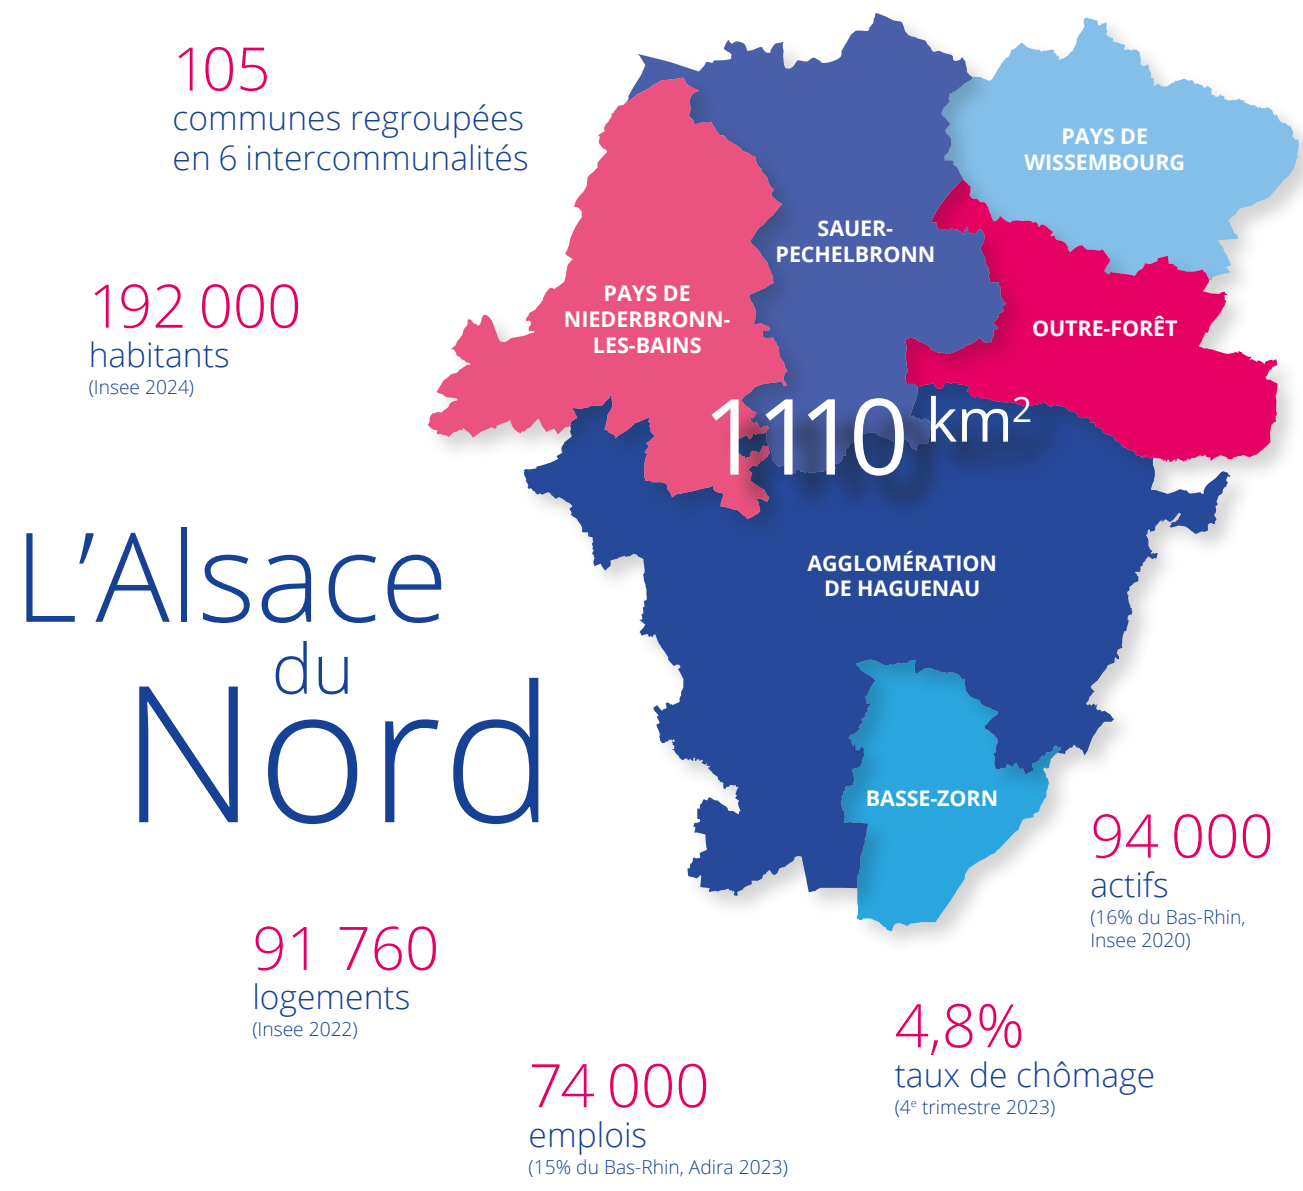 105
communes regroupées
en 6 intercommunalités
192 000
habitants
(Insee 2024)
L’Alsace
du
Nord
PAYS DE
WISSEMBOURG
SAUER-
PECHELBRONN
PAYS DE
NIEDERBRONN-
LES-BAINS
OUTRE-FORÊT
1110 km²
AGGLOMÉRATION
DE HAGUENAU
BASSE-ZORN
94 000
actifs
(16% du Bas-Rhin,
Insee 2020)
91 760
logements
(Insee 2022)
4,8%
taux de chômage
(4ᵉ trimestre 2023)
74 000
emplois
(15% du Bas-Rhin, Adira 2023)